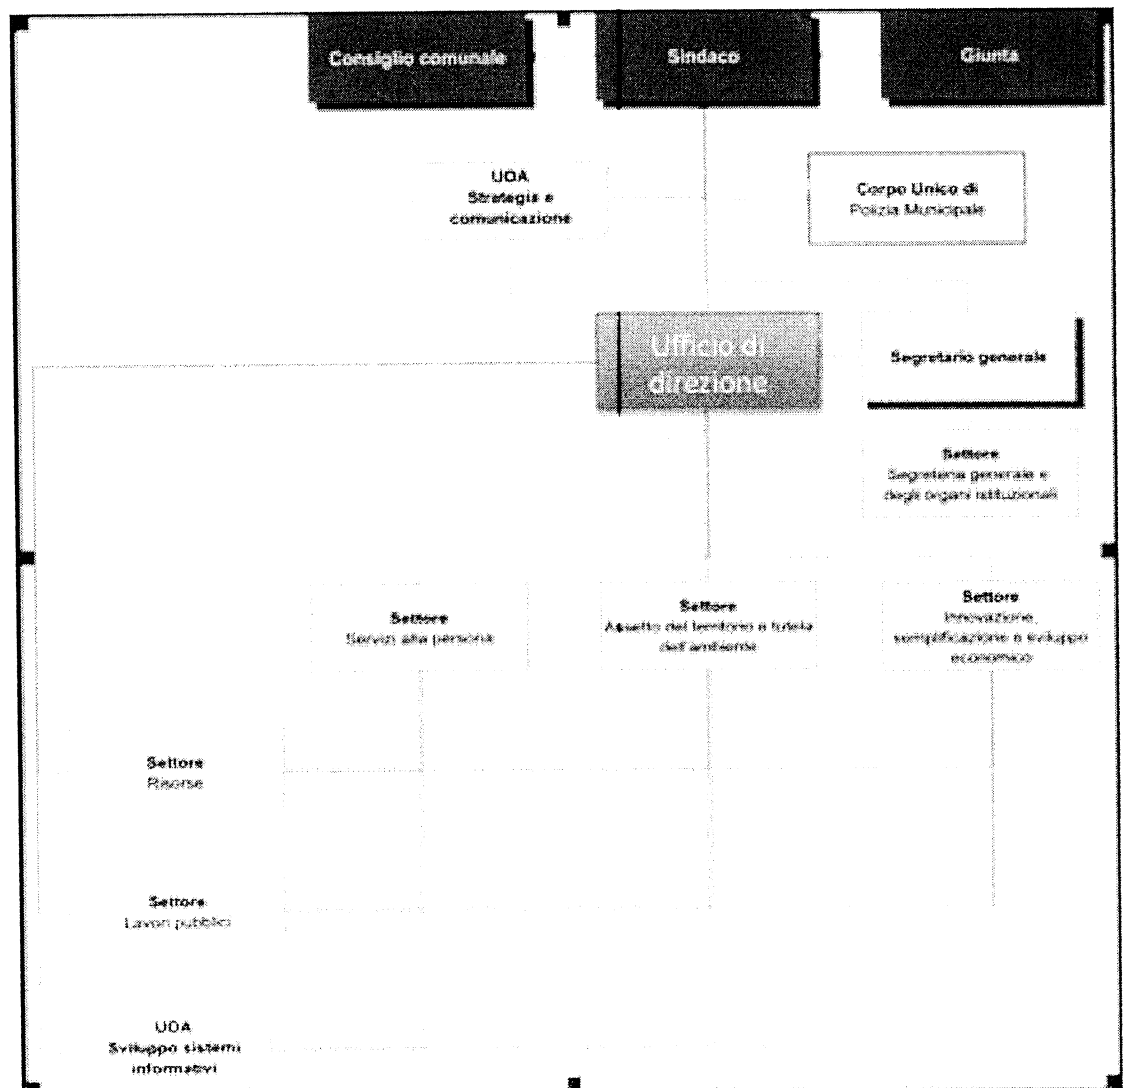 Consiglio comunale
Sindaco
Giunta
UOA
Strategia e
comunicazione
Corpo Unico di
Polizia Municipale
Ufficio di
direzione
Segretario generale
Settore
Segreteria generale e
degli organi istituzionali
Settore
Servizi alla persona
Settore
Assetto del territorio e tutela
dell'ambiente
Settore
Innovazione,
semplificazione e sviluppo
economico
Settore
Risorse
Settore
Lavori pubblici
UOA
Sviluppo sistemi
informativi